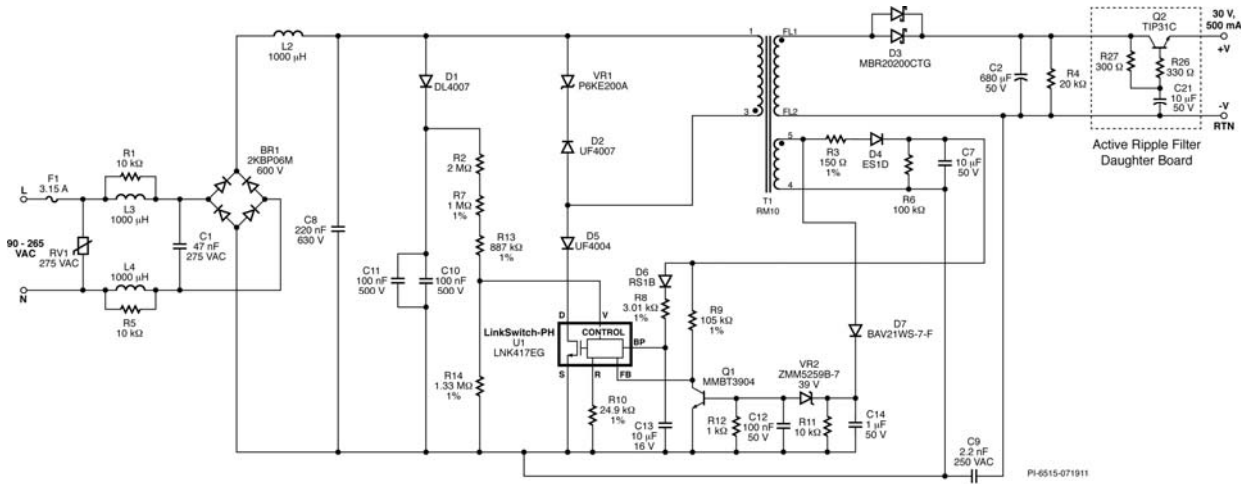 L2
1000 µH
D1
DL4007
VR1
P6KE200A
D2
UF4007
1
3
FL1
FL2
D3
MBR20200CTG
C2
680 µF
50 V
R4
20 kΩ
Q2
TIP31C
R27
300 Ω
R26
330 Ω
C21
10 µF
50 V
30 V,
500 mA
+V
-V
RTN
Active Ripple Filter
Daughter Board
5
4
R3
150 Ω
1%
D4
ES1D
C7
10 µF
50 V
R6
100 kΩ
T1
RM10
BR1
2KBP06M
600 V
R1
10 kΩ
F1
3.15 A
L
L3
1000 µH
90 - 265
VAC
RV1
275 VAC
C1
47 nF
275 VAC
L4
1000 µH
N
R5
10 kΩ
C8
220 nF
630 V
R2
2 MΩ
R7
1 MΩ
1%
R13
887 kΩ
1%
C11
100 nF
500 V
C10
100 nF
500 V
D5
UF4004
R14
1.33 MΩ
1%
D
V
LinkSwitch-PH
U1
LNK417EG
CONTROL
BP
S
R
FB
R10
24.9 kΩ
1%
D6
RS1B
R8
3.01 kΩ
1%
R9
105 kΩ
1%
C13
10 µF
16 V
Q1
MMBT3904
R12
1 kΩ
C12
100 nF
50 V
VR2
ZMM5259B-7
39 V
R11
10 kΩ
D7
BAV21WS-7-F
C14
1 µF
50 V
C9
2.2 nF
250 VAC
PI-6515-071911